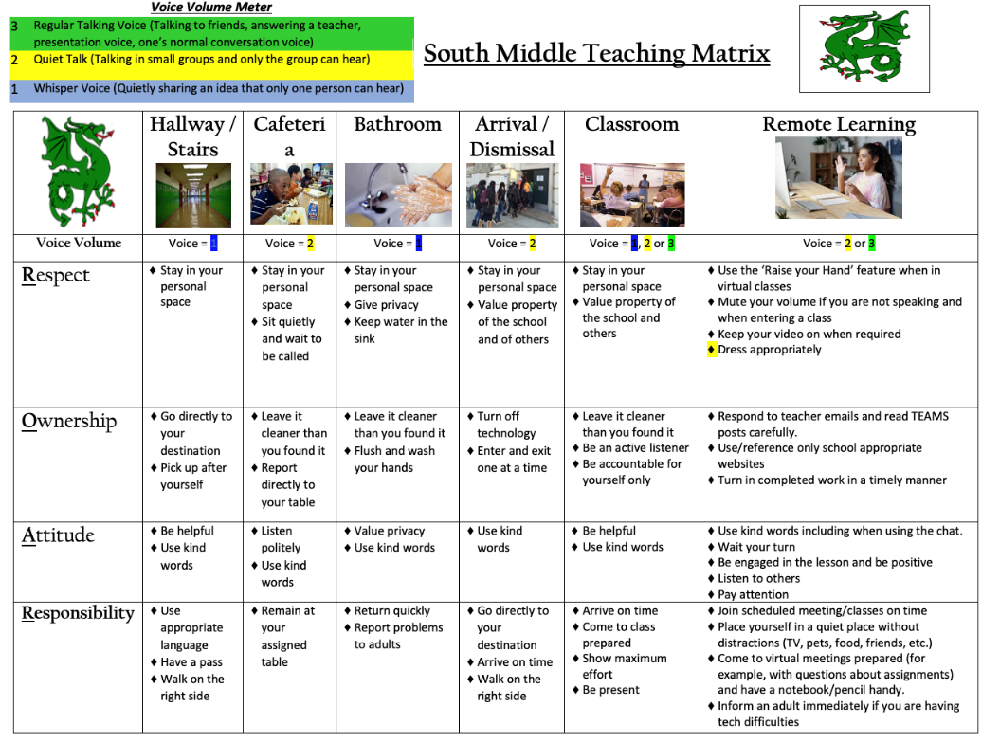 Voice Volume Meter
3 Regular Talking Voice (Talking to friends, answering a teacher,
presentation voice, one's normal conversation voice)
2 Quiet Talk (Talking in small groups and only the group can hear)
1 Whisper Voice (Quietly sharing an idea that only one person can hear)
South Middle Teaching Matrix
Hallway /
Stairs
Cafeteri
a
Bathroom
Arrival /
Dismissal
Classroom
Remote Learning
Voice Volume
Voice = 1
Voice = 2
Voice = 1
Voice = 2
Voice = 1, 2 or 3
Voice = 2 or 3
Respect
♦ Stay in your
personal
space
♦ Stay in your
personal
space
♦ Sit quietly
and wait to
be called
♦ Stay in your
personal space
♦ Give privacy
♦ Keep water in the
sink
♦ Stay in your
personal space
♦ Value property
of the school
and of others
♦ Stay in your
personal space
♦ Value property of
the school and
others
♦ Use the ‘Raise your Hand’ feature when in
virtual classes
♦ Mute your volume if you are not speaking and
when entering a class
♦ Keep your video on when required
♦ Dress appropriately
Ownership
♦ Go directly to
your
destination
♦ Pick up after
yourself
♦ Leave it
cleaner than
you found it
♦ Report
directly to
your table
♦ Leave it cleaner
than you found it
♦ Flush and wash
your hands
♦ Turn off
technology
♦ Enter and exit
one at a time
♦ Leave it cleaner
than you found it
♦ Be an active listener
♦ Be accountable for
yourself only
♦ Respond to teacher emails and read TEAMS
posts carefully.
♦ Use/reference only school appropriate
websites
♦ Turn in completed work in a timely manner
Attitude
♦ Be helpful
♦ Use kind
words
♦ Listen
politely
♦ Use kind
words
♦ Value privacy
♦ Use kind words
♦ Use kind
words
♦ Be helpful
♦ Use kind words
♦ Use kind words including when using the chat.
♦ Wait your turn
♦ Be engaged in the lesson and be positive
♦ Listen to others
♦ Pay attention
Responsibility
♦ Use
appropriate
language
♦ Have a pass
♦ Walk on the
right side
♦ Remain at
your
assigned
table
♦ Return quickly
♦ Report problems
to adults
♦ Go directly to
your
destination
♦ Arrive on time
♦ Walk on the
right side
♦ Arrive on time
♦ Come to class
prepared
♦ Show maximum
effort
♦ Be present
♦ Join scheduled meeting/classes on time
♦ Place yourself in a quiet place without
distractions (TV, pets, food, friends, etc.)
♦ Come to virtual meetings prepared (for
example, with questions about assignments)
and have a notebook/pencil handy.
♦ Inform an adult immediately if you are having
tech difficulties